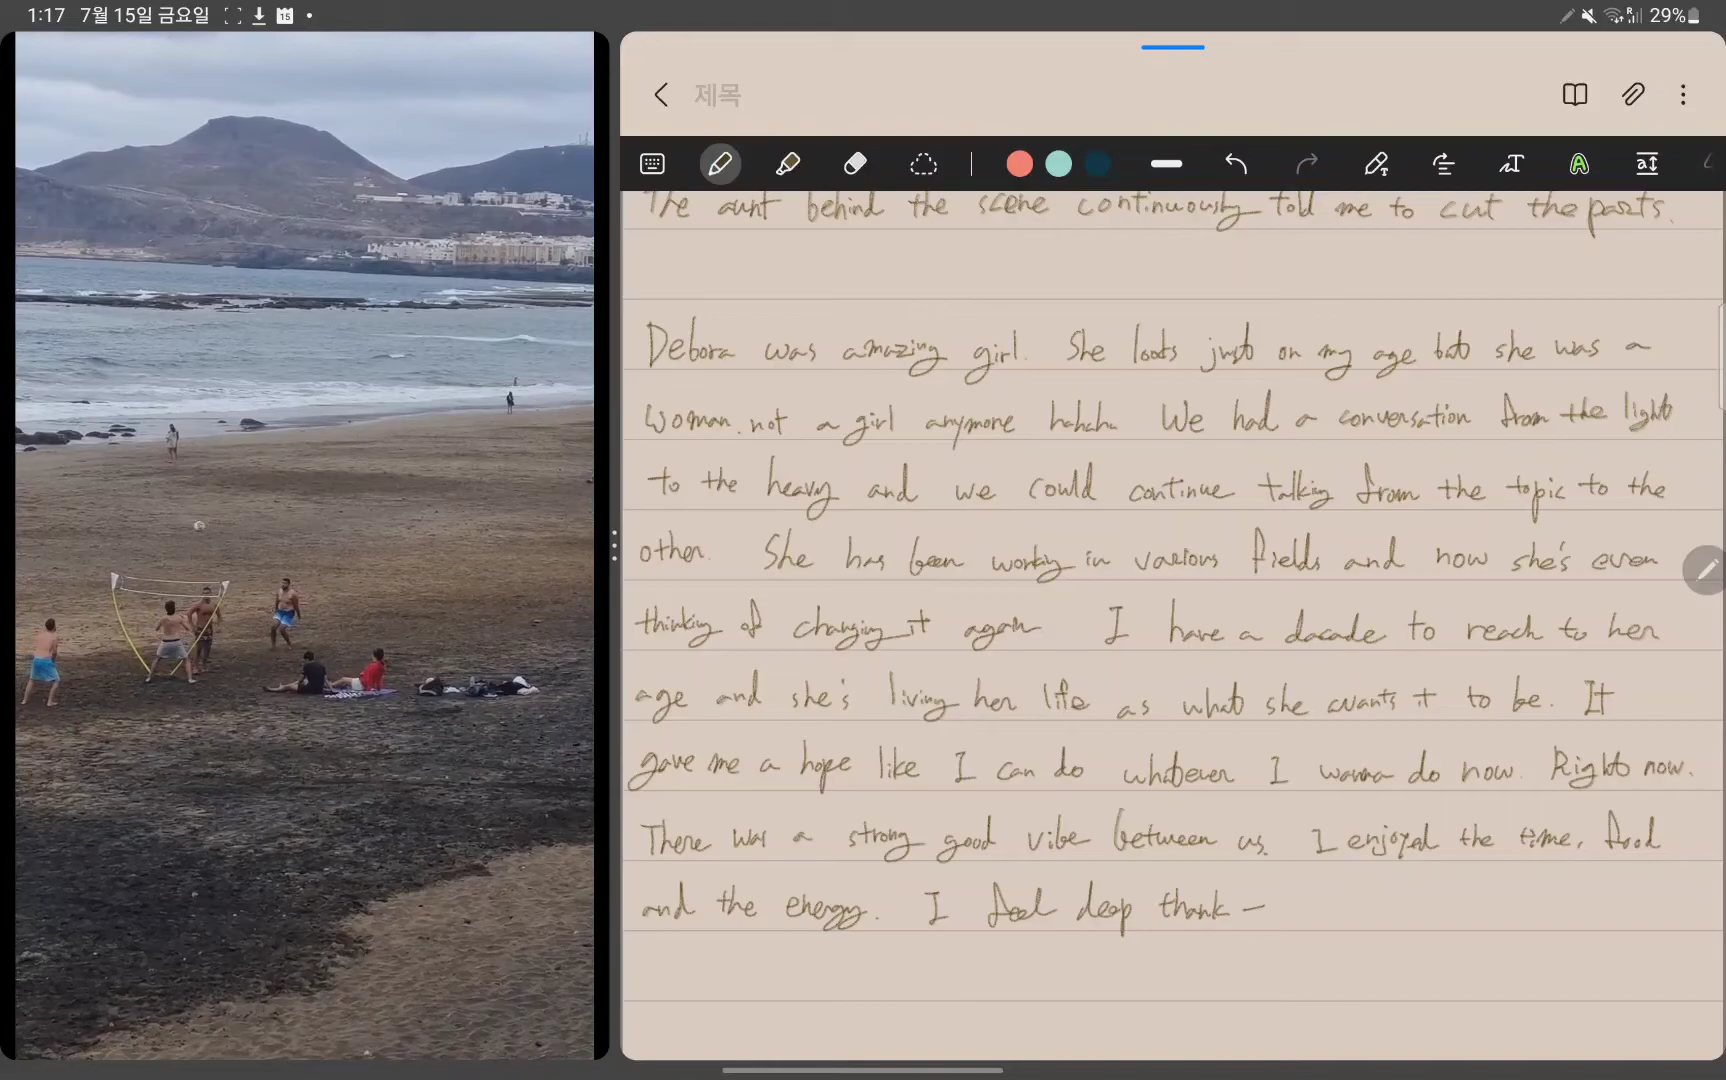 1:17 7월 15일 금요일 15 R 29%
제목
The aunt behind the scene continuously told me to cut the parts.
Debora was amazing girl. She loots just on my age but she was a
woman. not a girl anymore hahaha We had a conversation from the light
to the heavy and we could continue talking from the topic to the
other. She has been working in various fields and now she's even
thinking of changing it again I have a dacade to reach to her
age and she's living her life as what she wants it to be. It
gave me a hope like I can do whatever I wanna do now. Right now.
There was a strong good vibe between us. I enjoyed the time, food
and the energy. I feel deep thank -